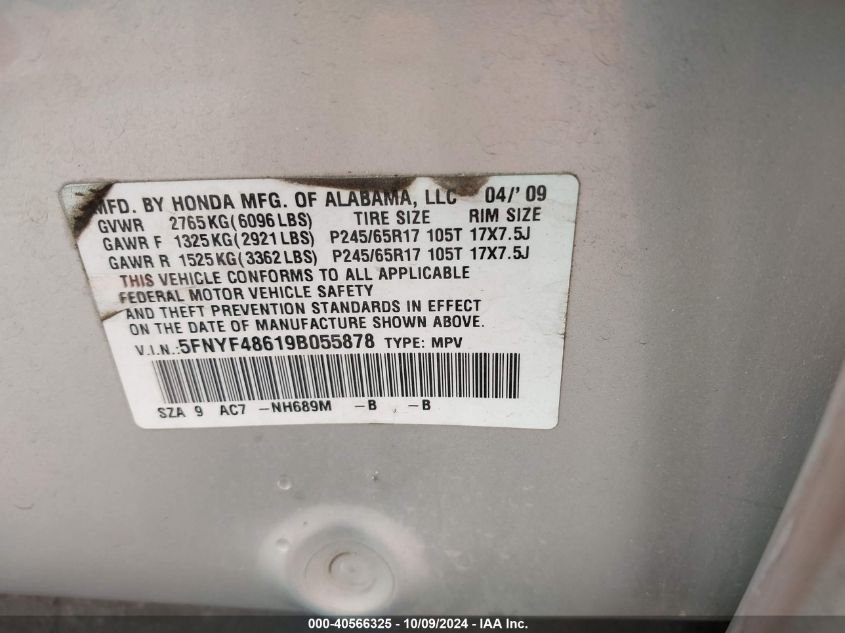 MFD. BY HONDA MFG. OF ALABAMA, LLC 04/'09
GVWR 2765KG(6096LBS) TIRE SIZE RIM SIZE
GAWR F 1325KG(2921LBS) P245/65R17 105T 17X7.5J
GAWR R 1525KG(3362LBS) P245/65R17 105T 17X7.5J
THIS VEHICLE CONFORMS TO ALL APPLICABLE
FEDERAL MOTOR VEHICLE SAFETY
AND THEFT PREVENTION STANDARDS IN EFFECT
ON THE DATE OF MANUFACTURE SHOWN ABOVE.
V.I.N.:5FNYF48619B055878 TYPE: MPV
SZA 9 AC7 -NH689M -B -B
000-40566325 - 10/09/2024 - IAA Inc.